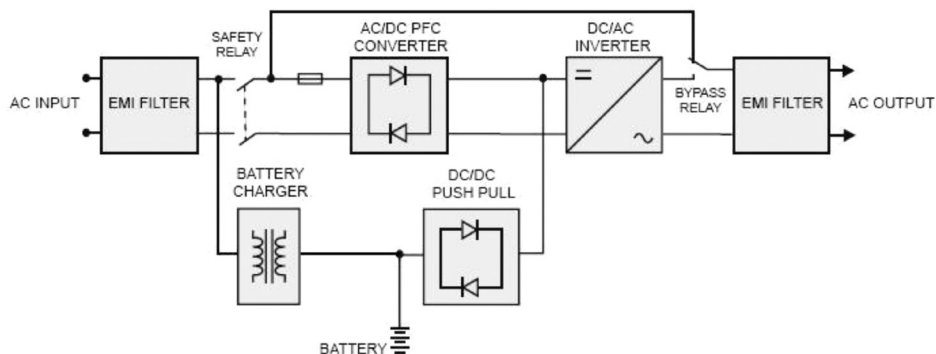 SAFETY
RELAY
AC/DC PFC
CONVERTER
DC/AC
INVERTER
AC INPUT
EMI FILTER
BYPASS
RELAY
EMI FILTER
AC OUTPUT
BATTERY
CHARGER
DC/DC
PUSH PULL
BATTERY